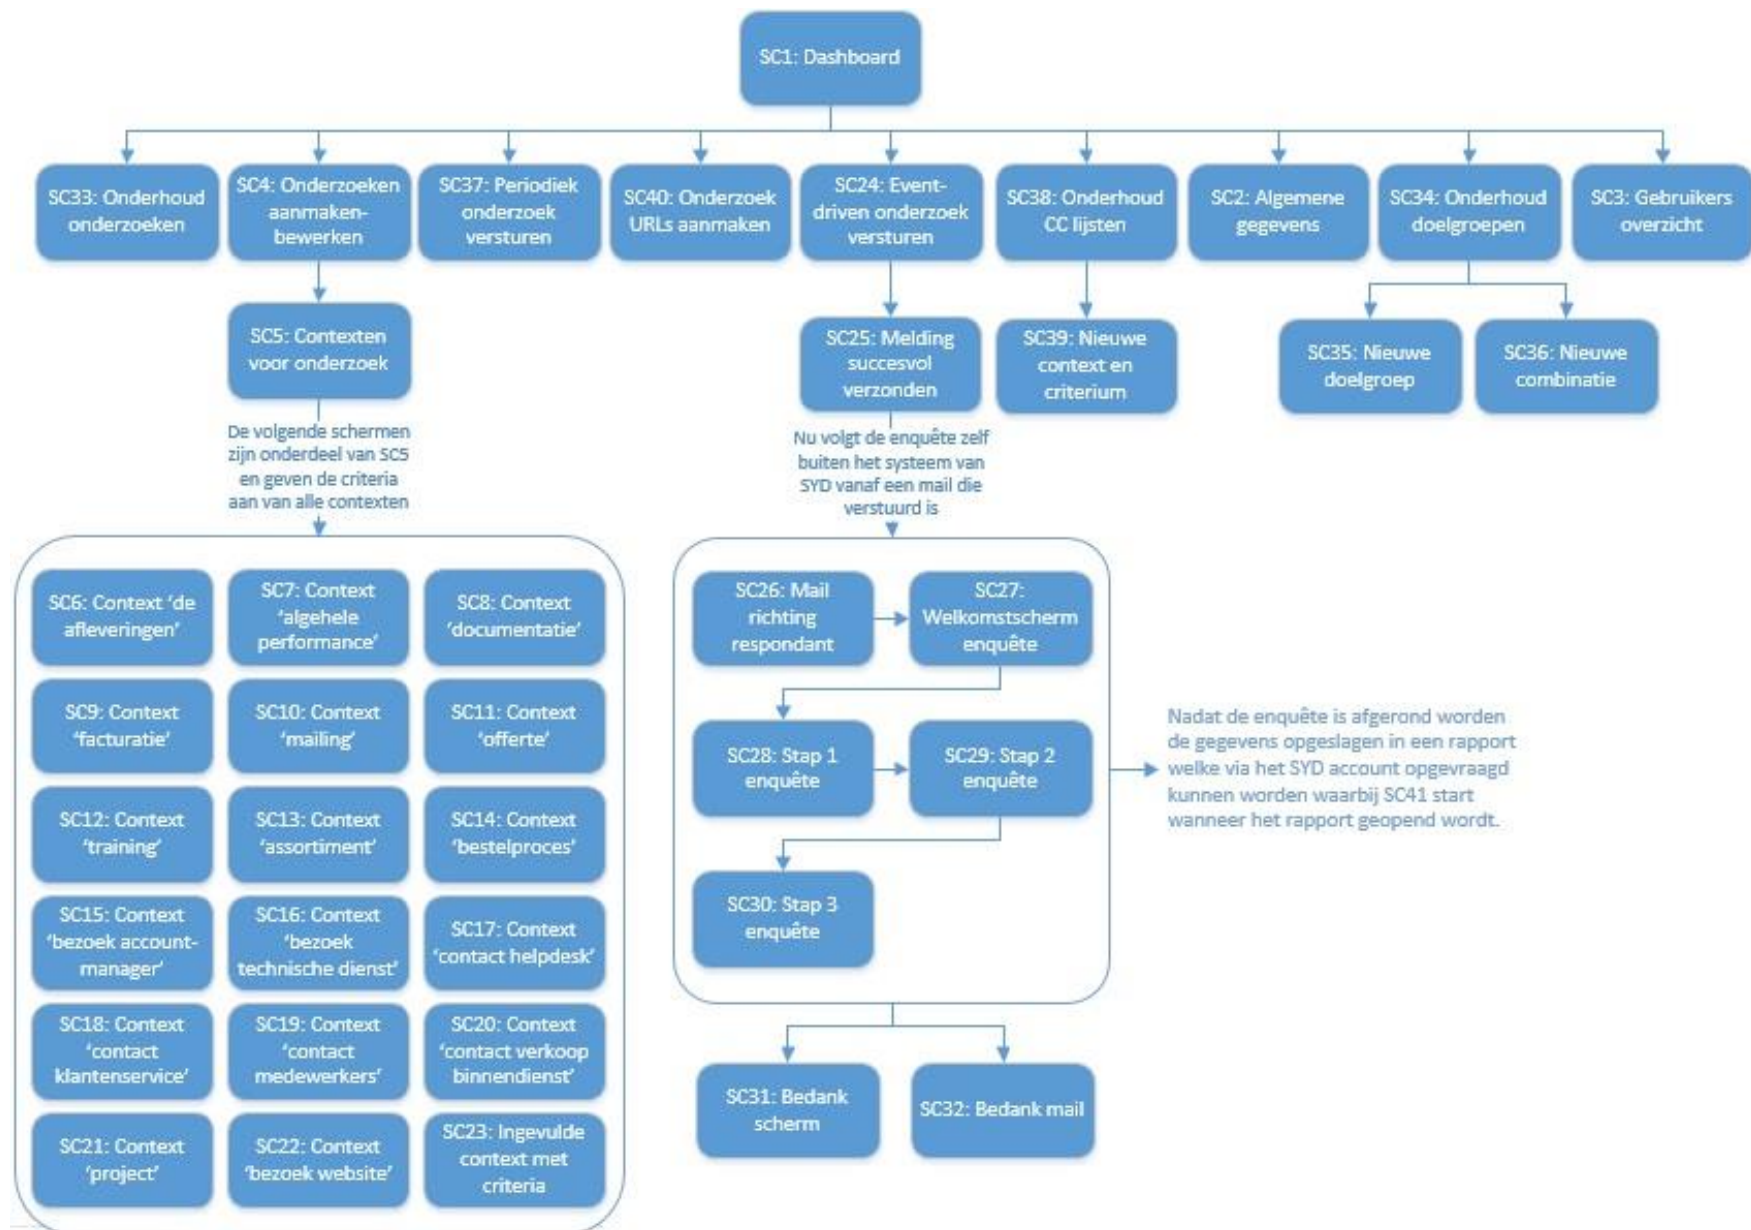 SC1: Dashboard
SC33: Onderhoud
onderzoeken
SC4: Onderzoeken
aanmaken-
bewerken
SC37: Periodiek
onderzoek
versturen
SC40: Onderzoek
URLs aanmaken
SC24: Event-
driven onderzoek
versturen
SC38: Onderhoud
CC lijsten
SC2: Algemene
gegevens
SC34: Onderhoud
doelgroepen
SC3: Gebruikers
overzicht
SC5: Contexten
voor onderzoek
SC25: Melding
succesvol
verzonden
SC39: Nieuwe
context en
criterium
SC35: Nieuwe
doelgroep
SC36: Nieuwe
combinatie
De volgende schermen
zijn onderdeel van SC5
en geven de criteria
aan van alle contexten
Nu volgt de enquête zelf
buiten het systeem van
SYD vanaf een mail die
verstuurd is
SC6: Context ‘de
afleveringen’
SC7: Context
‘algehele
performance’
SC8: Context
‘documentatie’
SC9: Context
‘facturatie’
SC10: Context
‘mailing’
SC11: Context
‘offerte’
SC12: Context
‘training’
SC13: Context
‘assortiment’
SC14: Context
‘bestelproces’
SC15: Context
‘bezoek account-
manager’
SC16: Context
‘bezoek
technische dienst’
SC17: Context
‘contact helpdesk’
SC18: Context
‘contact
klantenservice’
SC19: Context
‘contact
medewerkers’
SC20: Context
‘contact verkoop
binnendienst’
SC21: Context
‘project’
SC22: Context
‘bezoek website’
SC23: Ingevulde
context met
criteria
SC26: Mail
richting
respondant
SC27:
Welkomstscherm
enquête
SC28: Stap 1
enquête
SC29: Stap 2
enquête
SC30: Stap 3
enquête
Nadat de enquête is afgerond worden
de gegevens opgeslagen in een rapport
welke via het SYD account opgevraagd
kunnen worden waarbij SC41 start
wanneer het rapport geopend wordt.
SC31: Bedank
scherm
SC32: Bedank mail